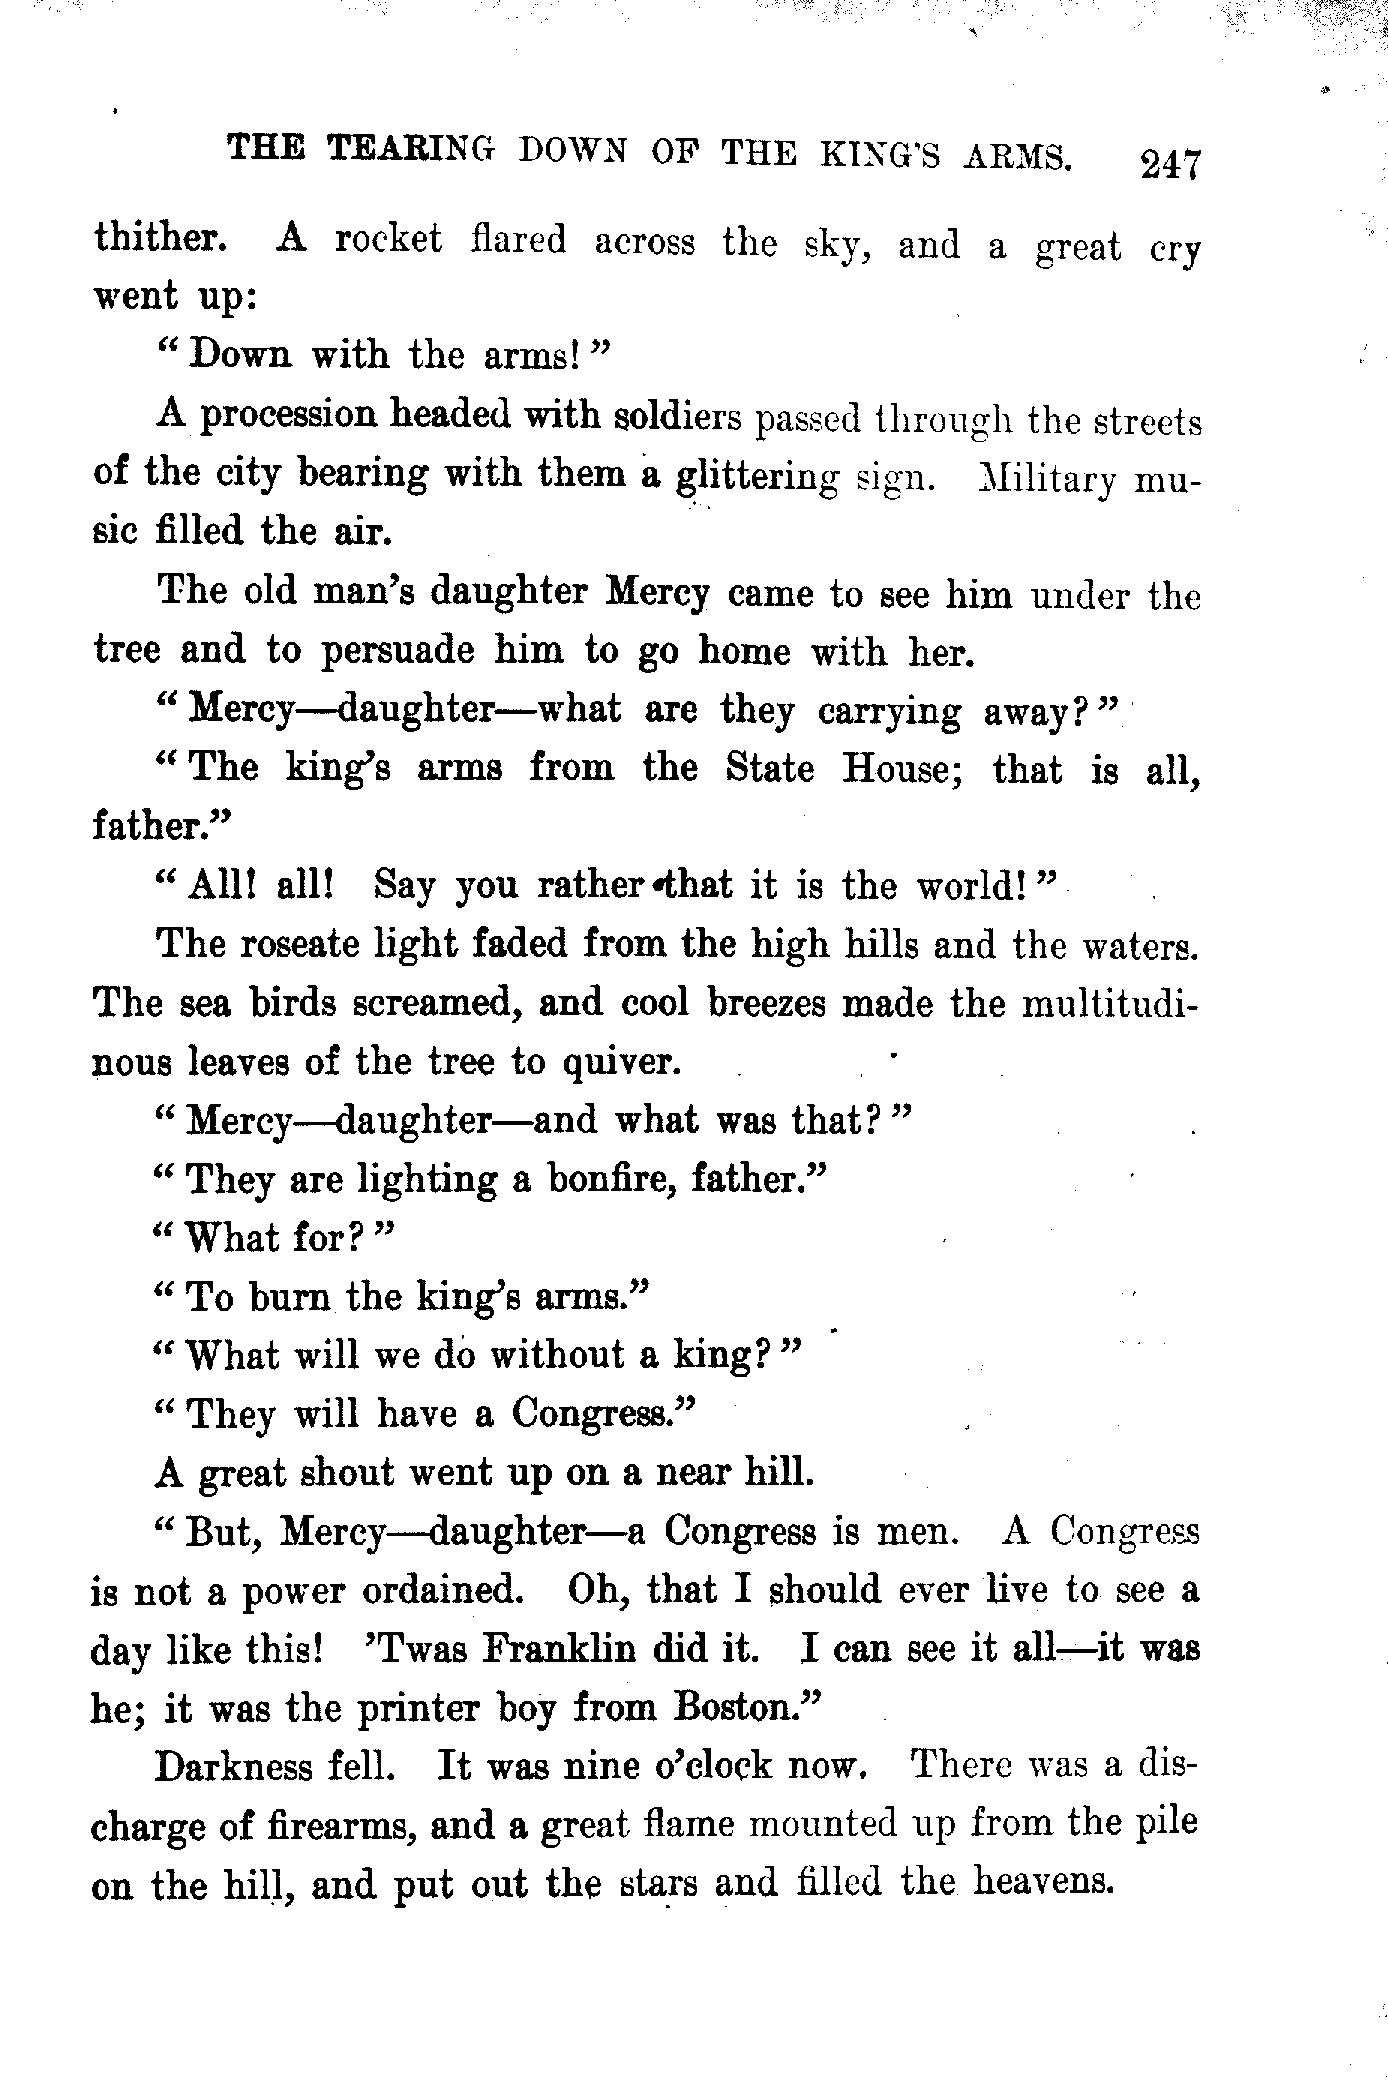 THE TEARING DOWN OF THE KING'S ARMS. 247
thither. A rocket flared across the sky, and a great cry
went up:
“ Down with the arms! ”
A procession headed with soldiers passed through the streets
of the city bearing with them a glittering sign. Military mu-
sic filled the air.
The old man’s daughter Mercy came to see him under the
tree and to persuade him to go home with her.
“ Mercy—daughter—what are they carrying away? ”
“ The king’s arms from the State House; that is all,
father.”
“ All! all! Say you rather that it is the world! ”
The roseate light faded from the high hills and the waters.
The sea birds screamed, and cool breezes made the multitudi-
nous leaves of the tree to quiver.
“ Mercy—daughter—and what was that? ”
“ They are lighting a bonfire, father.”
“ What for? ”
“ To burn the king’s arms.”
“ What will we do without a king? ”
“ They will have a Congress.”
A great shout went up on a near hill.
“ But, Mercy—daughter—a Congress is men. A Congress
is not a power ordained. Oh, that I should ever live to see a
day like this! ’Twas Franklin did it. I can see it all—it was
he; it was the printer boy from Boston.”
Darkness fell. It was nine o’clock now. There was a dis-
charge of firearms, and a great flame mounted up from the pile
on the hill, and put out the stars and filled the heavens.